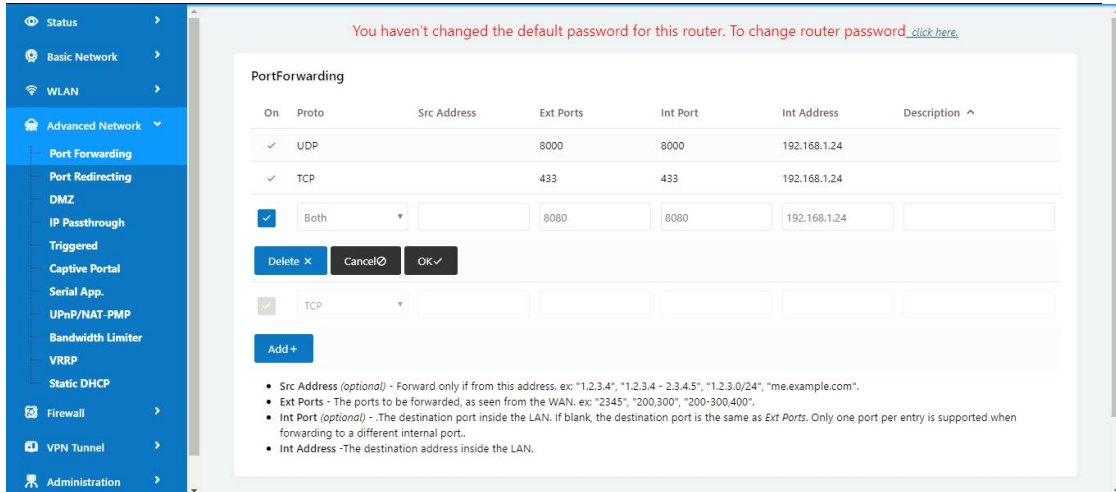 Status
Basic Network
WLAN
Advanced Network
Port Forwarding
Port Redirecting
DMZ
IP Passthrough
Triggered
Captive Portal
Serial App.
UPnP/NAT-PMP
Bandwidth Limiter
VRRP
Static DHCP
Firewall
VPN Tunnel
Administration
You haven't changed the default password for this router. To change router password click here.
PortForwarding
On Proto Src Address Ext Ports Int Port Int Address Description
UDP 8000 8000 192.168.1.24
TCP 433 433 192.168.1.24
Both 8080 8080 192.168.1.24
Delete Cancel OK
TCP
Add+
Src Address (optional) - Forward only if from this address. ex: "1.2.3.4", "1.2.3.4 - 2.3.4.5", "1.2.3.0/24", "me.example.com".
Ext Ports - The ports to be forwarded, as seen from the WAN. ex: "2345", "200,300", "200-300,400".
Int Port (optional) - .The destination port inside the LAN. If blank, the destination port is the same as Ext Ports. Only one port per entry is supported when
forwarding to a different internal port..
Int Address -The destination address inside the LAN.